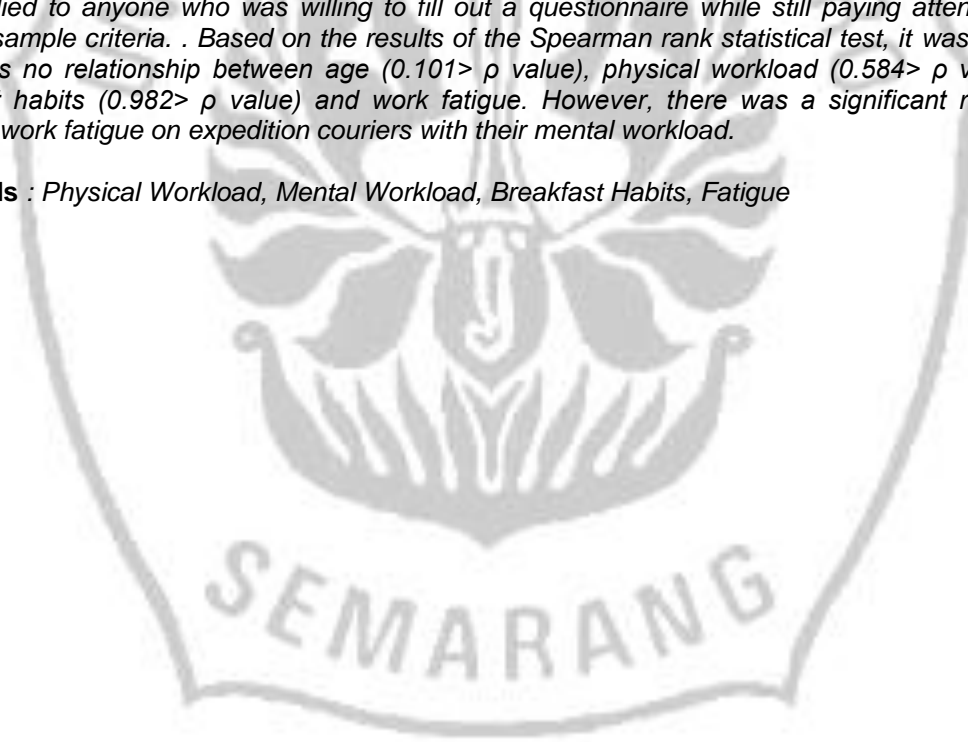 lied to anyone who was willing to fill out a questionnaire while still paying atten
sample criteria. . Based on the results of the Spearman rank statistical test, it was
s no relationship between age (0.101> ρ value), physical workload (0.584> ρ v
habits (0.982> ρ value) and work fatigue. However, there was a significant r
work fatigue on expedition couriers with their mental workload.
ls : Physical Workload, Mental Workload, Breakfast Habits, Fatigue
SEMARANG